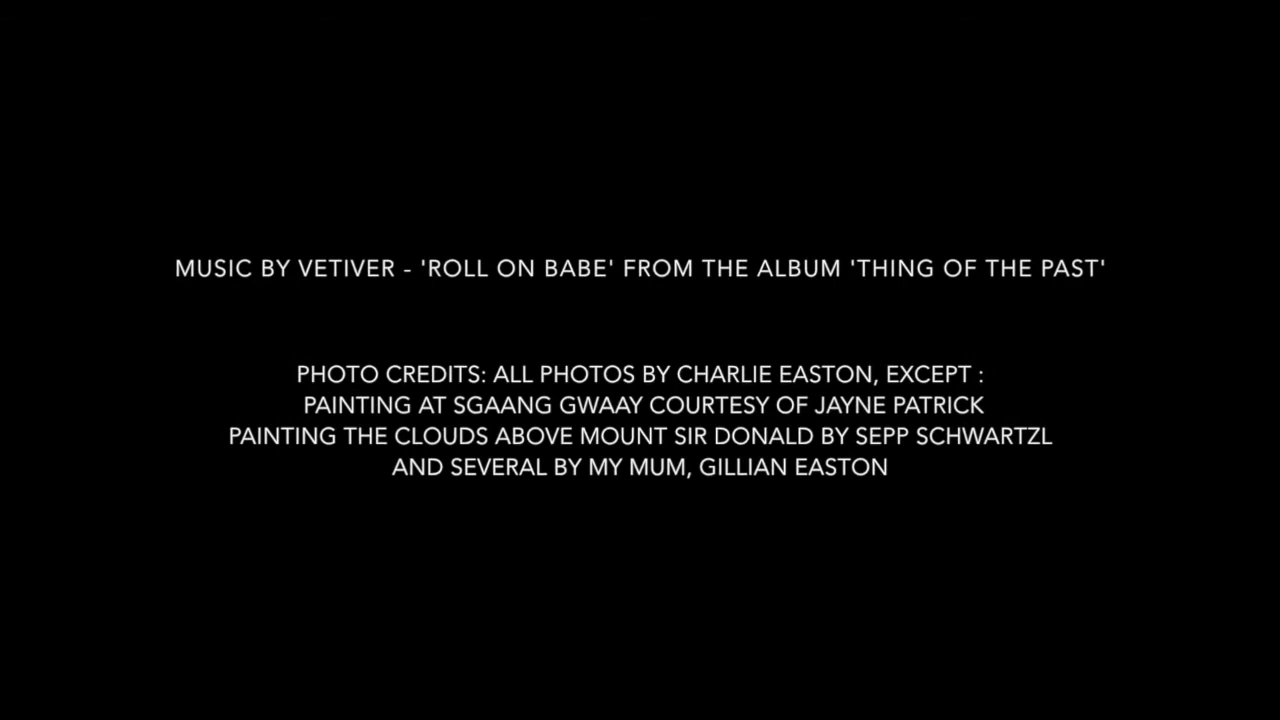 MUSIC BY VETIVER - 'ROLL ON BABE' FROM THE ALBUM 'THING OF THE PAST'
PHOTO CREDITS: ALL PHOTOS BY CHARLIE EASTON, EXCEPT :
PAINTING AT SGAANG GWAAY COURTESY OF JAYNE PATRICK
PAINTING THE CLOUDS ABOVE MOUNT SIR DONALD BY SEPP SCHWARTZL
AND SEVERAL BY MY MUM, GILLIAN EASTON